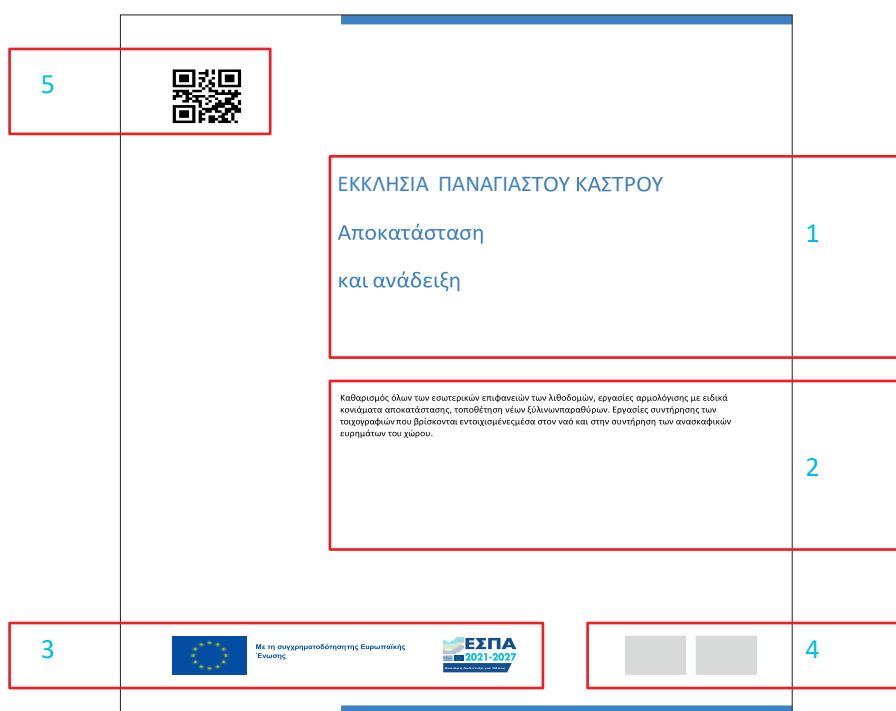 5
ΕΚΚΛΗΣΙΑ ΠΑΝΑΓΙΑΣΤΟΥ ΚΑΣΤΡΟΥ
Αποκατάσταση
1
και ανάδειξη
Καθαρισμός όλων των εσωτερικών επιφανειών των λιθοδομών, εργασίες αρμολόγισης με ειδικά
κονιάματα αποκατάστασης, τοποθέτηση νέων ξύλινωνπαραθύρων. Εργασίες συντήρησης των
τοιχογραφιών που βρίσκονται εντοιχισμένεςμέσα στον ναό και στην συντήρηση των ανασκαφικών
ευρημάτων του χώρου.
2
3
Με τη συγχρηματοδότησητης Ευρωπαϊκής
Ένωσης
ΕΣΠΑ
2021-2027
4